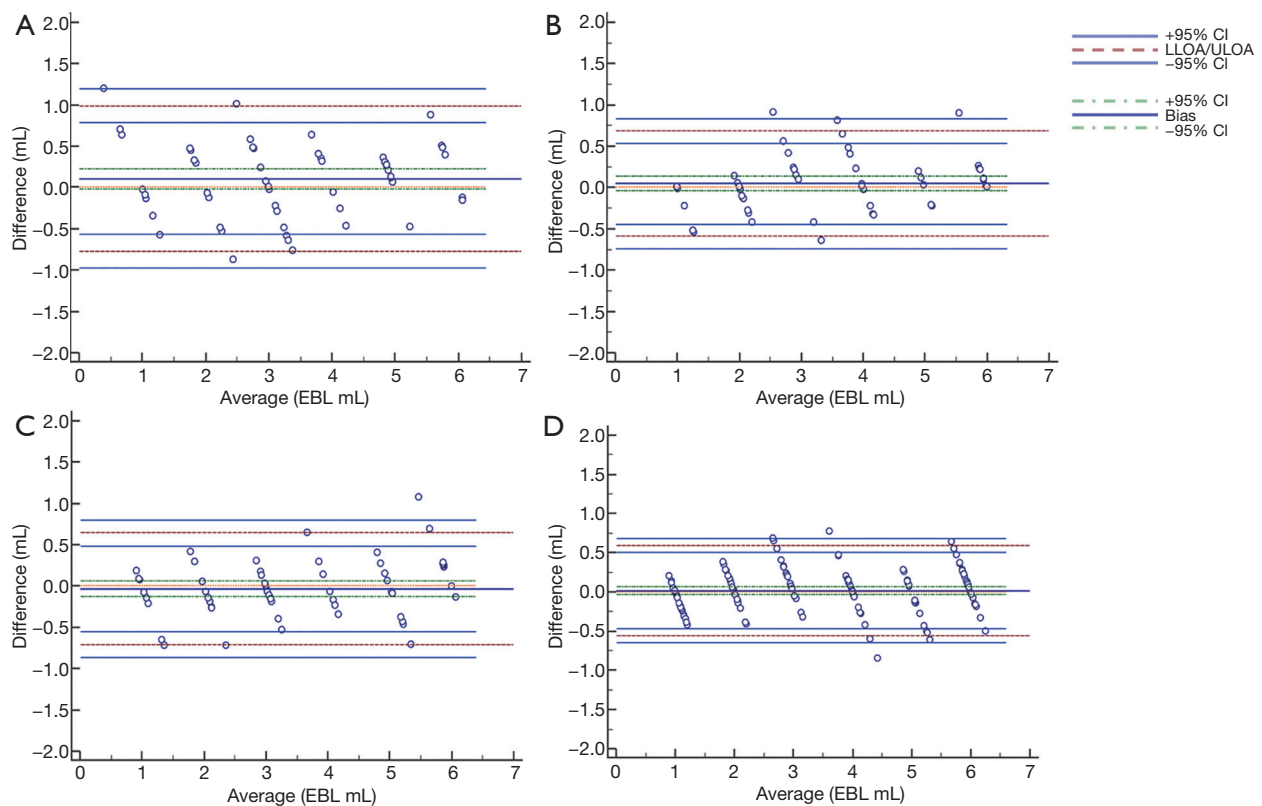 A
2.0
1.5
1.0
0.5
0.0
−0.5
−1.0
−1.5
−2.0
Difference (mL)
0 1 2 3 4 5 6 7
Average (EBL mL)
B
2.0
1.5
1.0
0.5
0.0
−0.5
−1.0
−1.5
−2.0
Difference (mL)
0 1 2 3 4 5 6 7
Average (EBL mL)
+95% CI
LLOA/ULOA
−95% CI
+95% CI
Bias
−95% CI
C
2.0
1.5
1.0
0.5
0.0
−0.5
−1.0
−1.5
−2.0
Difference (mL)
0 1 2 3 4 5 6 7
Average (EBL mL)
D
2.0
1.5
1.0
0.5
0.0
−0.5
−1.0
−1.5
−2.0
Difference (mL)
0 1 2 3 4 5 6 7
Average (EBL mL)